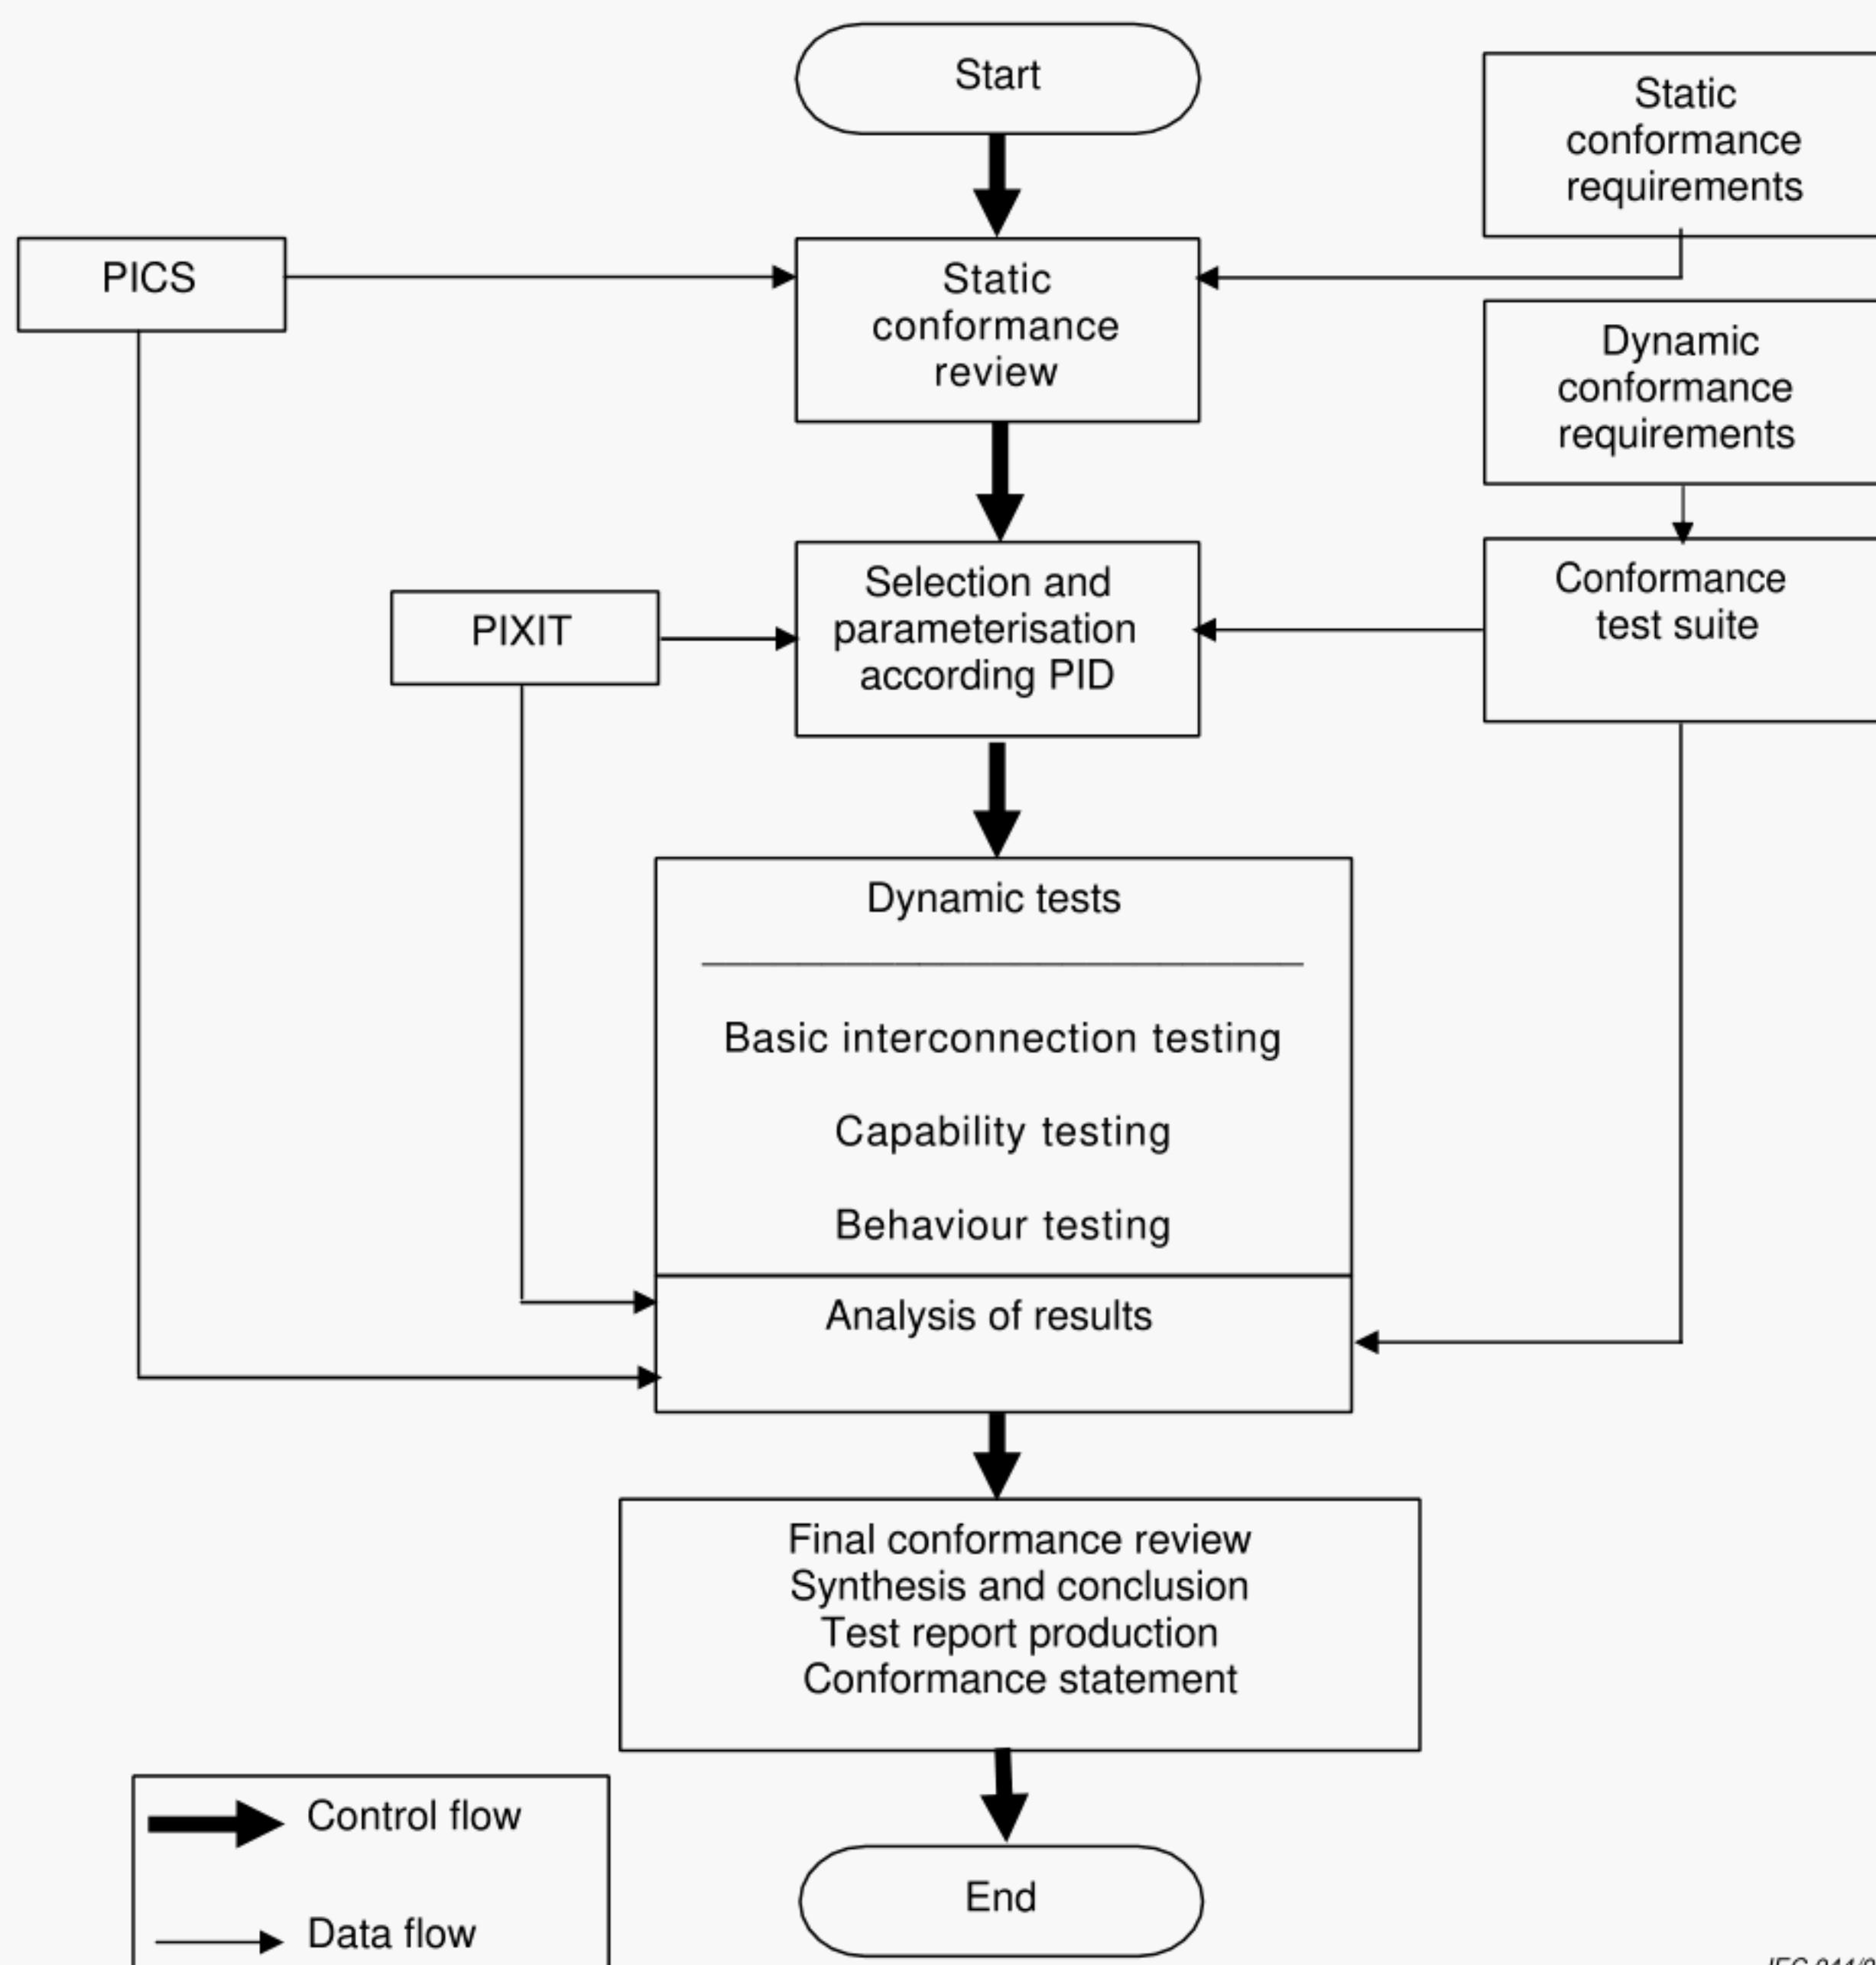 Start
Static
conformance
requirements
PICS
Static
conformance
review
Dynamic
conformance
requirements
Selection and
parameterisation
according PID
PIXIT
Conformance
test suite
Dynamic tests
Basic interconnection testing
Capability testing
Behaviour testing
Analysis of results
Final conformance review
Synthesis and conclusion
Test report production
Conformance statement
Control flow
End
Data flow